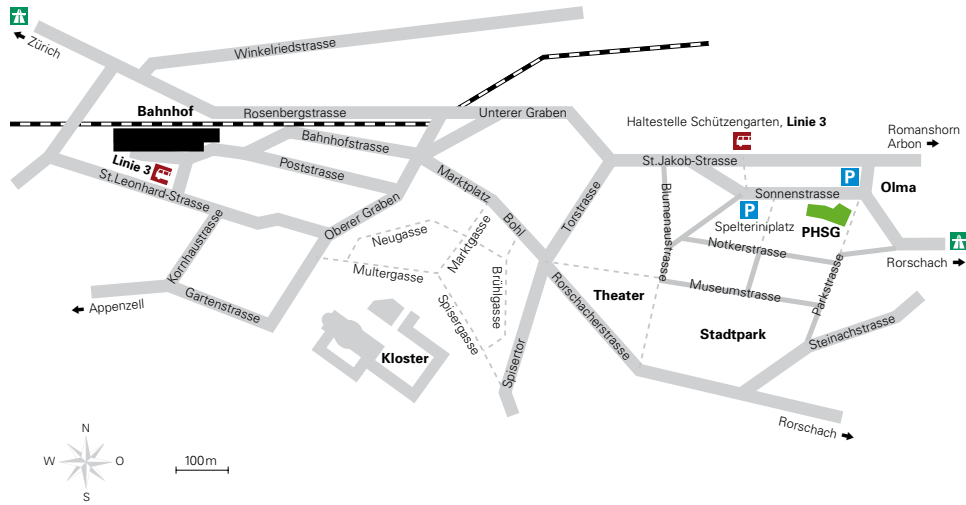 Zürich
Winkelriedstrasse
Bahnhof
Rosenbergstrasse
Unterer Graben
Haltestelle Schützengarten, Linie 3
Romanshorn
Arbon
Bahnhofstrasse
Linie 3
Poststrasse
St.Leonhard-Strasse
Marktplatz
St.Jakob-Strasse
P
Olma
Sonnenstrasse
Oberer Graben
Bohl
Torstrasse
Blumenaustrasse
P
Spelteriniplatz
PHSG
Kornhaustrasse
Neugasse
Marktgasse
Notkerstrasse
Rorschach
Multergasse
Brühlgasse
Museumstrasse
Parkstrasse
Appenzell
Gartenstrasse
Spisergasse
Theater
Rorschacherstrasse
Stadtpark
Steinachstrasse
Kloster
Spisertor
Rorschach
N
W O
S
100m